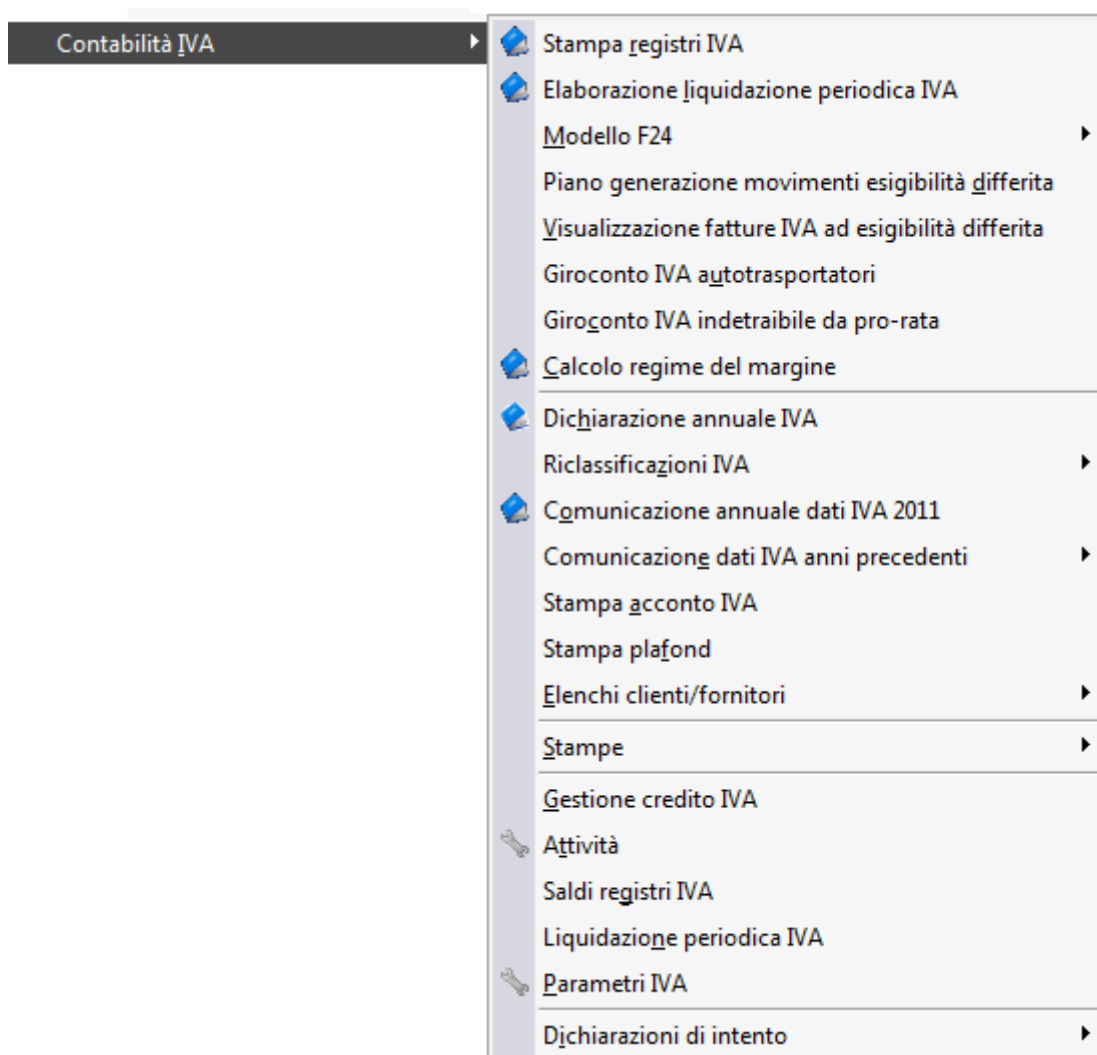 Contabilità IVA
Stampa registri IVA
Elaborazione liquidazione periodica IVA
Modello F24
Piano generazione movimenti esigibilità differita
Visualizzazione fatture IVA ad esigibilità differita
Giroconto IVA autotrasportatori
Giroconto IVA indetraibile da pro-rata
Calcolo regime del margine
Dichiarazione annuale IVA
Riclassificazioni IVA
Comunicazione annuale dati IVA 2011
Comunicazione dati IVA anni precedenti
Stampa acconto IVA
Stampa plafond
Elenchi clienti/fornitori
Stampe
Gestione credito IVA
Attività
Saldi registri IVA
Liquidazione periodica IVA
Parametri IVA
Dichiarazioni di intento